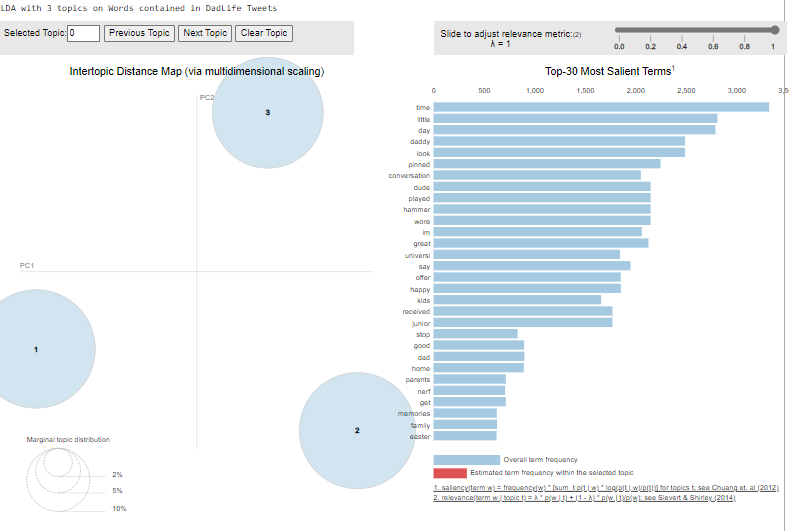 LDA with 3 topics on Words contained in DadLife Tweets
Selected Topic: 0 Previous Topic Next Topic Clear Topic
Slide to adjust relevance metric:(2)
λ = 1
0.0 0.2 0.4 0.6 0.8 1
Intertopic Distance Map (via multidimensional scaling)
PC2
PC1
3
1
2
Marginal topic distribution
2%
5%
10%
Top-30 Most Salient Terms1
0 500 1,000 1,500 2,000 2,500 3,000 3,5
time
little
day
daddy
look
pinned
conversation
dude
played
hammer
wore
im
great
universi
say
offer
happy
kids
received
junior
stop
good
dad
home
parents
nerf
get
memories
family
easter
Overall term frequency
Estimated term frequency within the selected topic
1. saliency(term w) = frequency(w) * [sum_t p(t | w) * log(p(t | w)/p(t))] for topics t; see Chuang et. al (2012)
2. relevance(term w | topic t) = λ * p(w | t) + (1 - λ) * p(w | t)/p(w); see Sievert & Shirley (2014)